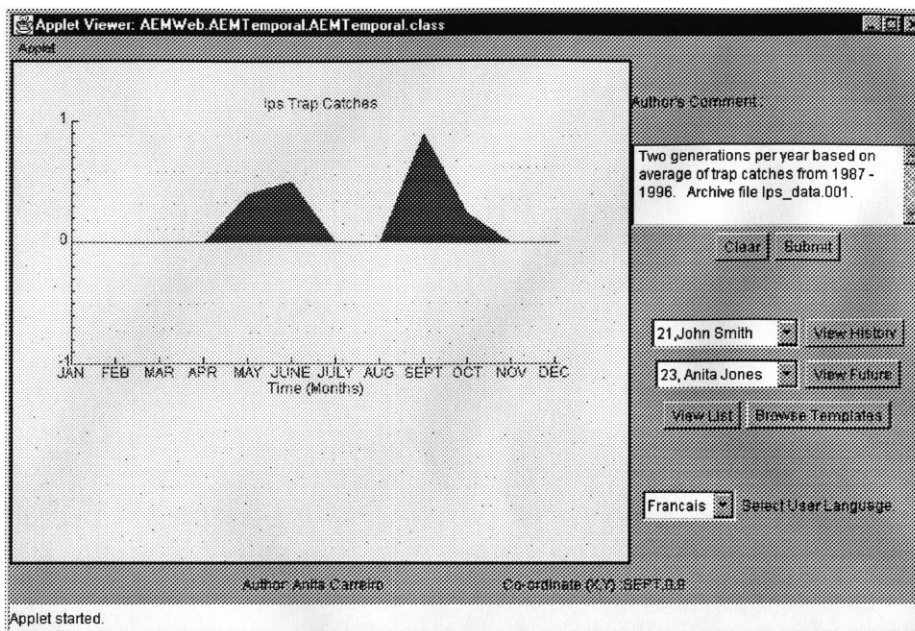 Applet Viewer: AEMWeb.AEMTemporal.AEMTemporal.class
Applet
Ips Trap Catches
1
0
-1
JAN FEB MAR APR MAY JUNE JULY AUG SEPT OCT NOV DEC
Time (Months)
Author's Comment :
Two generations per year based on
average of trap catches from 1987 -
1996. Archive file Ips_data.001.
Clear Submit
21,John Smith View History
23, Anita Jones View Future
View List Browse Templates
Francais Select User Language
Author: Anita Carreiro Co-ordinate (X,Y) :SEPT,0.9
Applet started.